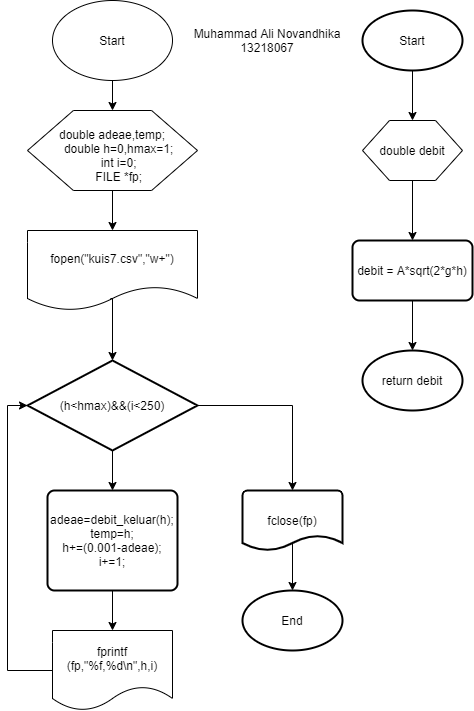 Start
double adeae,temp;
double h=0,hmax=1;
int i=0;
FILE *fp;
fopen("kuis7.csv","w+")
(h<hmax)&&(i<250)
adeae=debit_keluar(h);
temp=h;
h+=(0.001-adeae);
i+=1;
fprintf
(fp,"%f,%d\n",h,i)
fclose(fp)
End
Muhammad Ali Novandhika
13218067
Start
double debit
debit = A*sqrt(2*g*h)
return debit